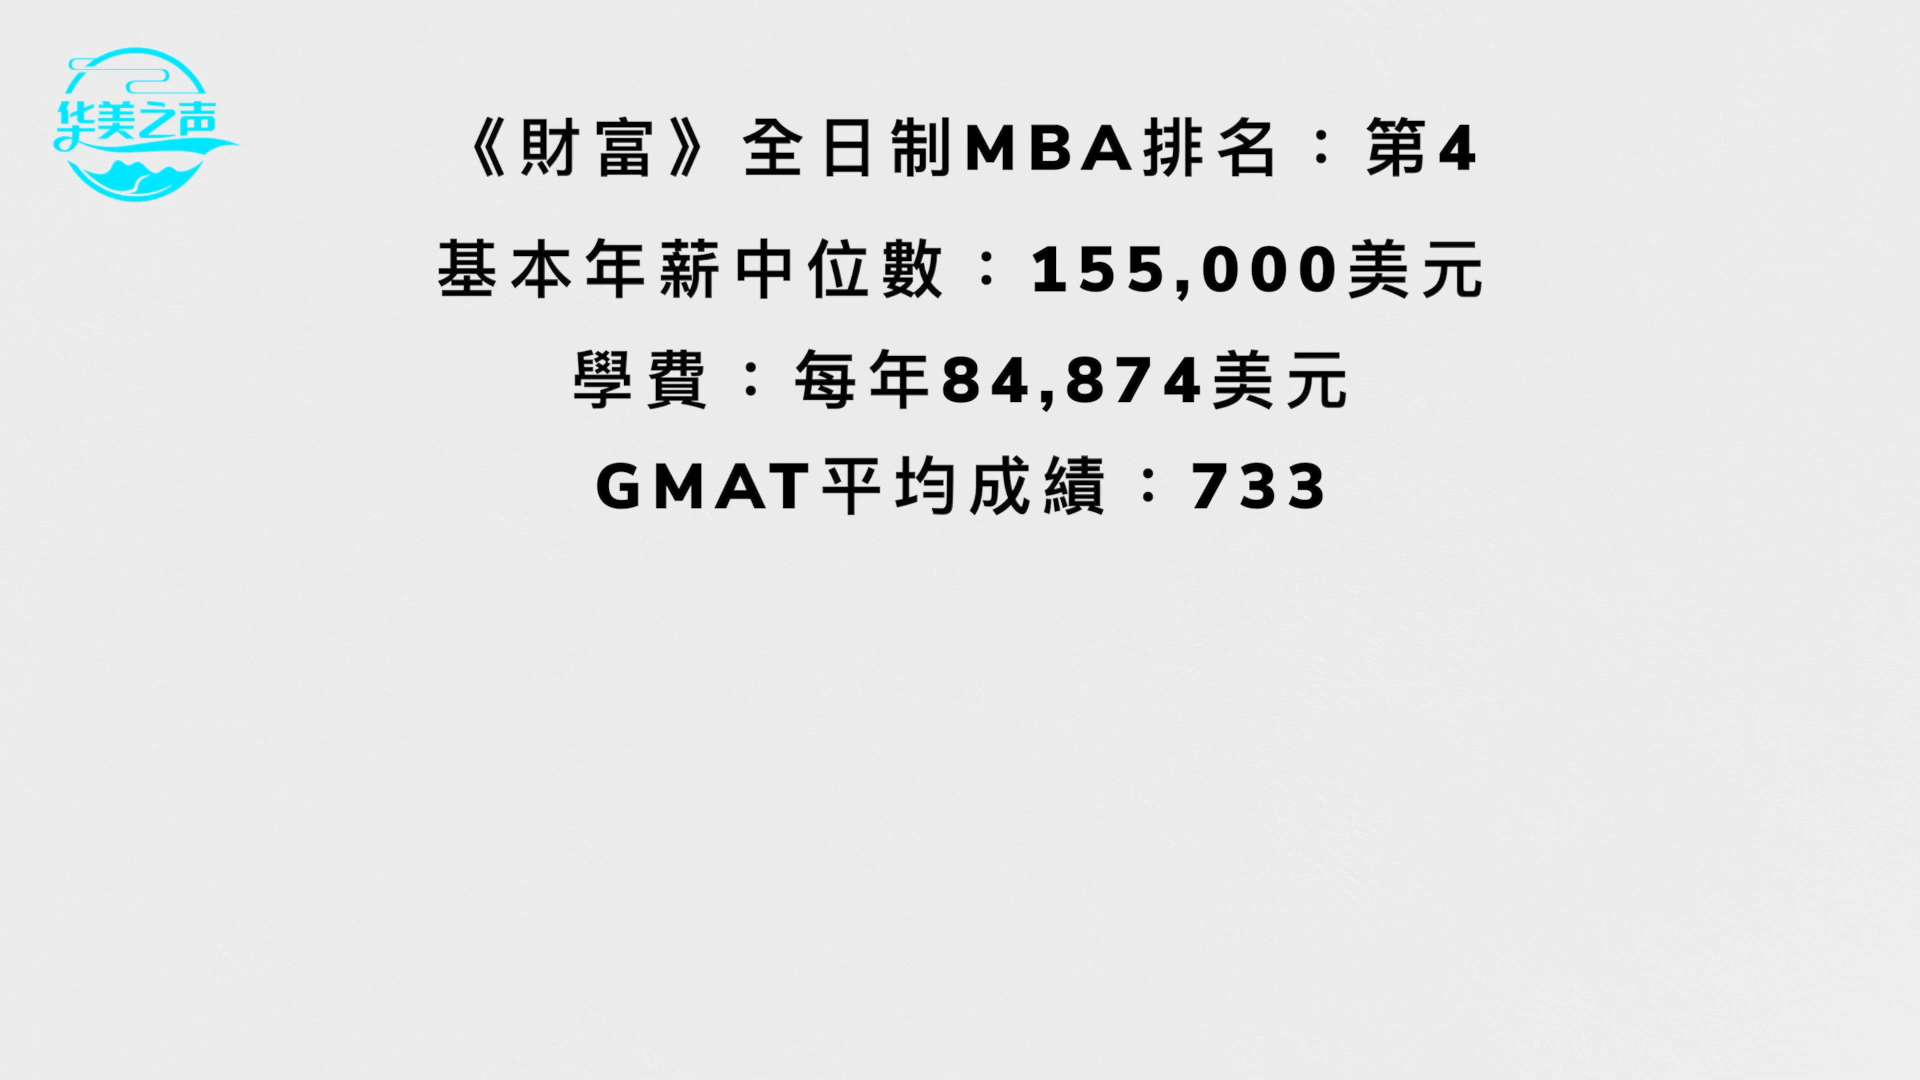 华美之声
《財富》全日制MBA排名：第4
基本年薪中位數：155,000美元
學費：每年84,874美元
GMAT平均成績：733